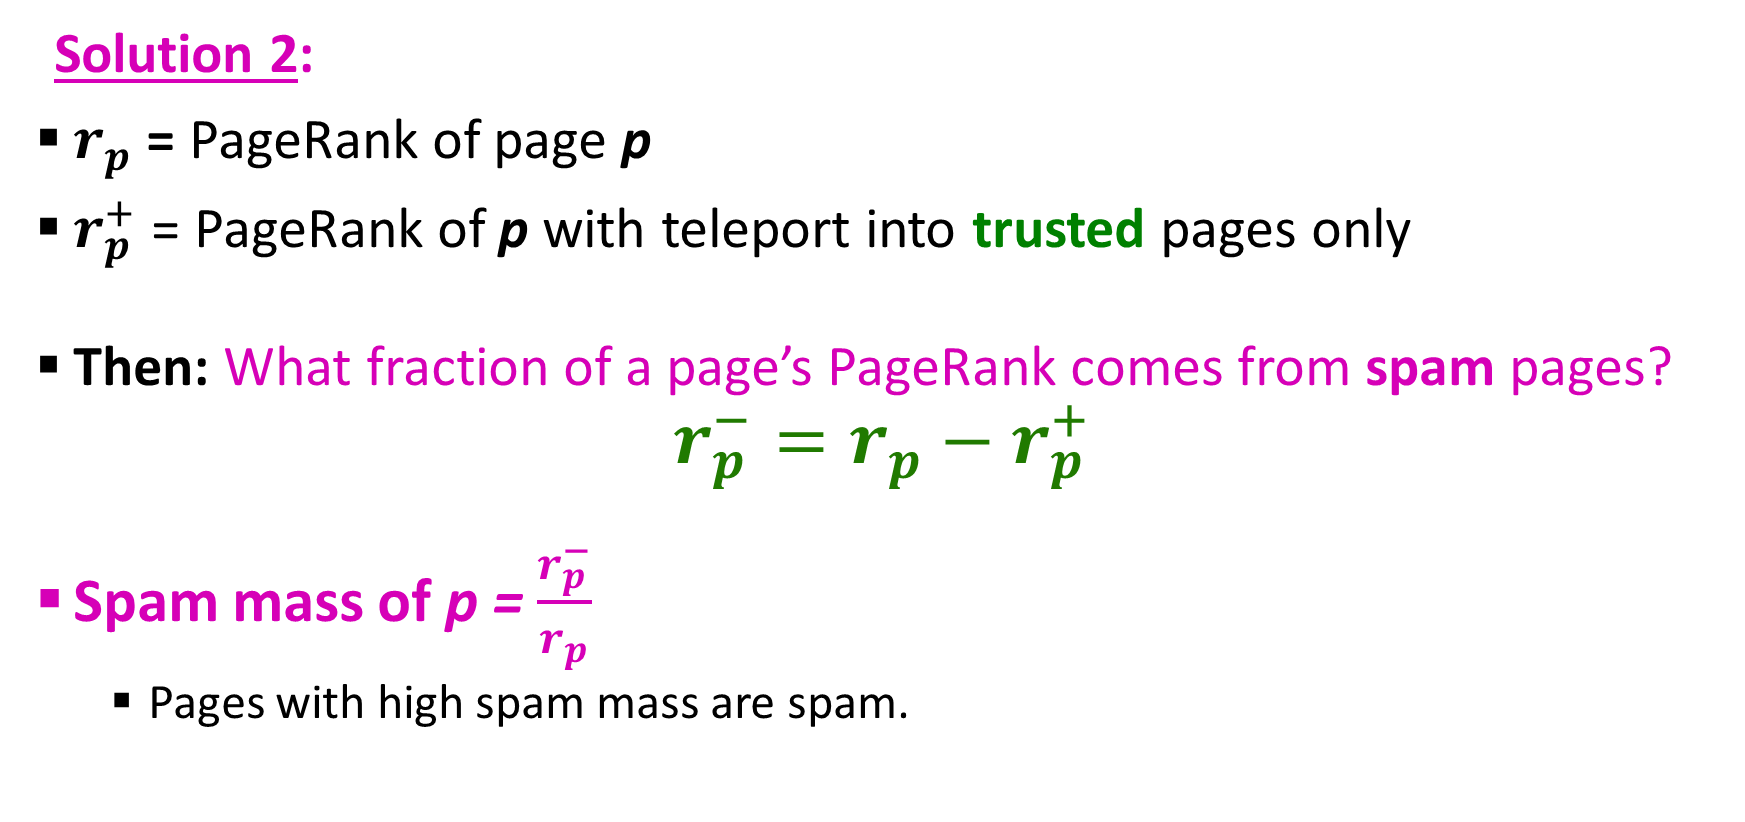 Solution 2:
▪ r_p = PageRank of page p
▪ r_p^+ = PageRank of p with teleport into trusted pages only
▪ Then: What fraction of a page’s PageRank comes from spam pages?
r_p^− = r_p − r_p^+
▪ Spam mass of p = r_p^− / r_p
▪ Pages with high spam mass are spam.